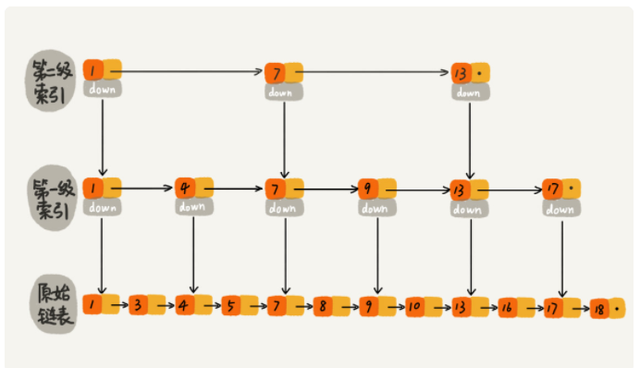 第二级
索引
1 7 13
down down down
第一级
索引
1 4 7 9 13 17
down down down down down down
原始
链表
1 3 4 5 7 8 9 10 13 16 17 18